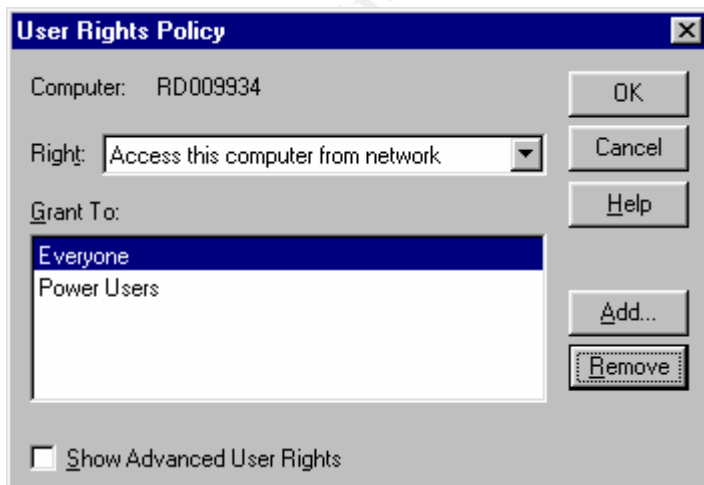 User Rights Policy
Computer: RD009934
OK
Right: Access this computer from network
Cancel
Help
Grant To:
Everyone
Power Users
Add...
Remove
Show Advanced User Rights